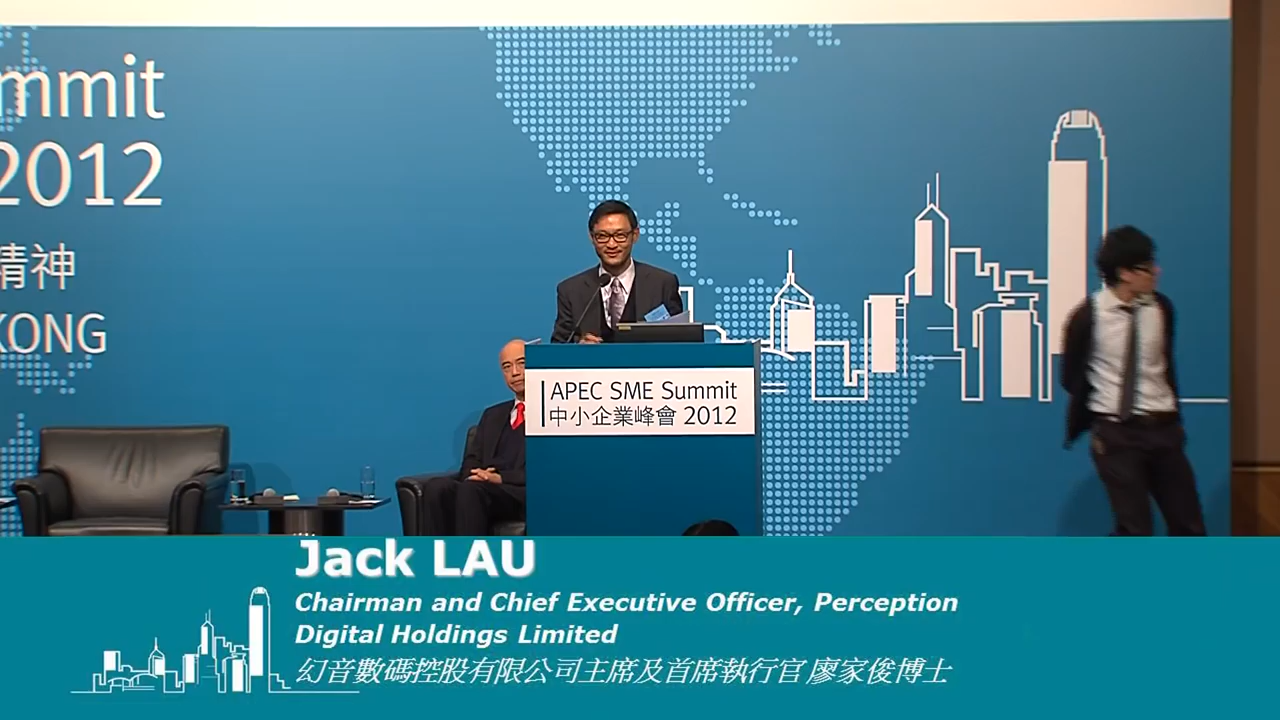 mmit
2012
精神
KONG
APEC SME Summit
中小企業峰會 2012
Jack LAU
Chairman and Chief Executive Officer, Perception
Digital Holdings Limited
幻音數碼控股有限公司主席及首席執行官 廖家俊博士